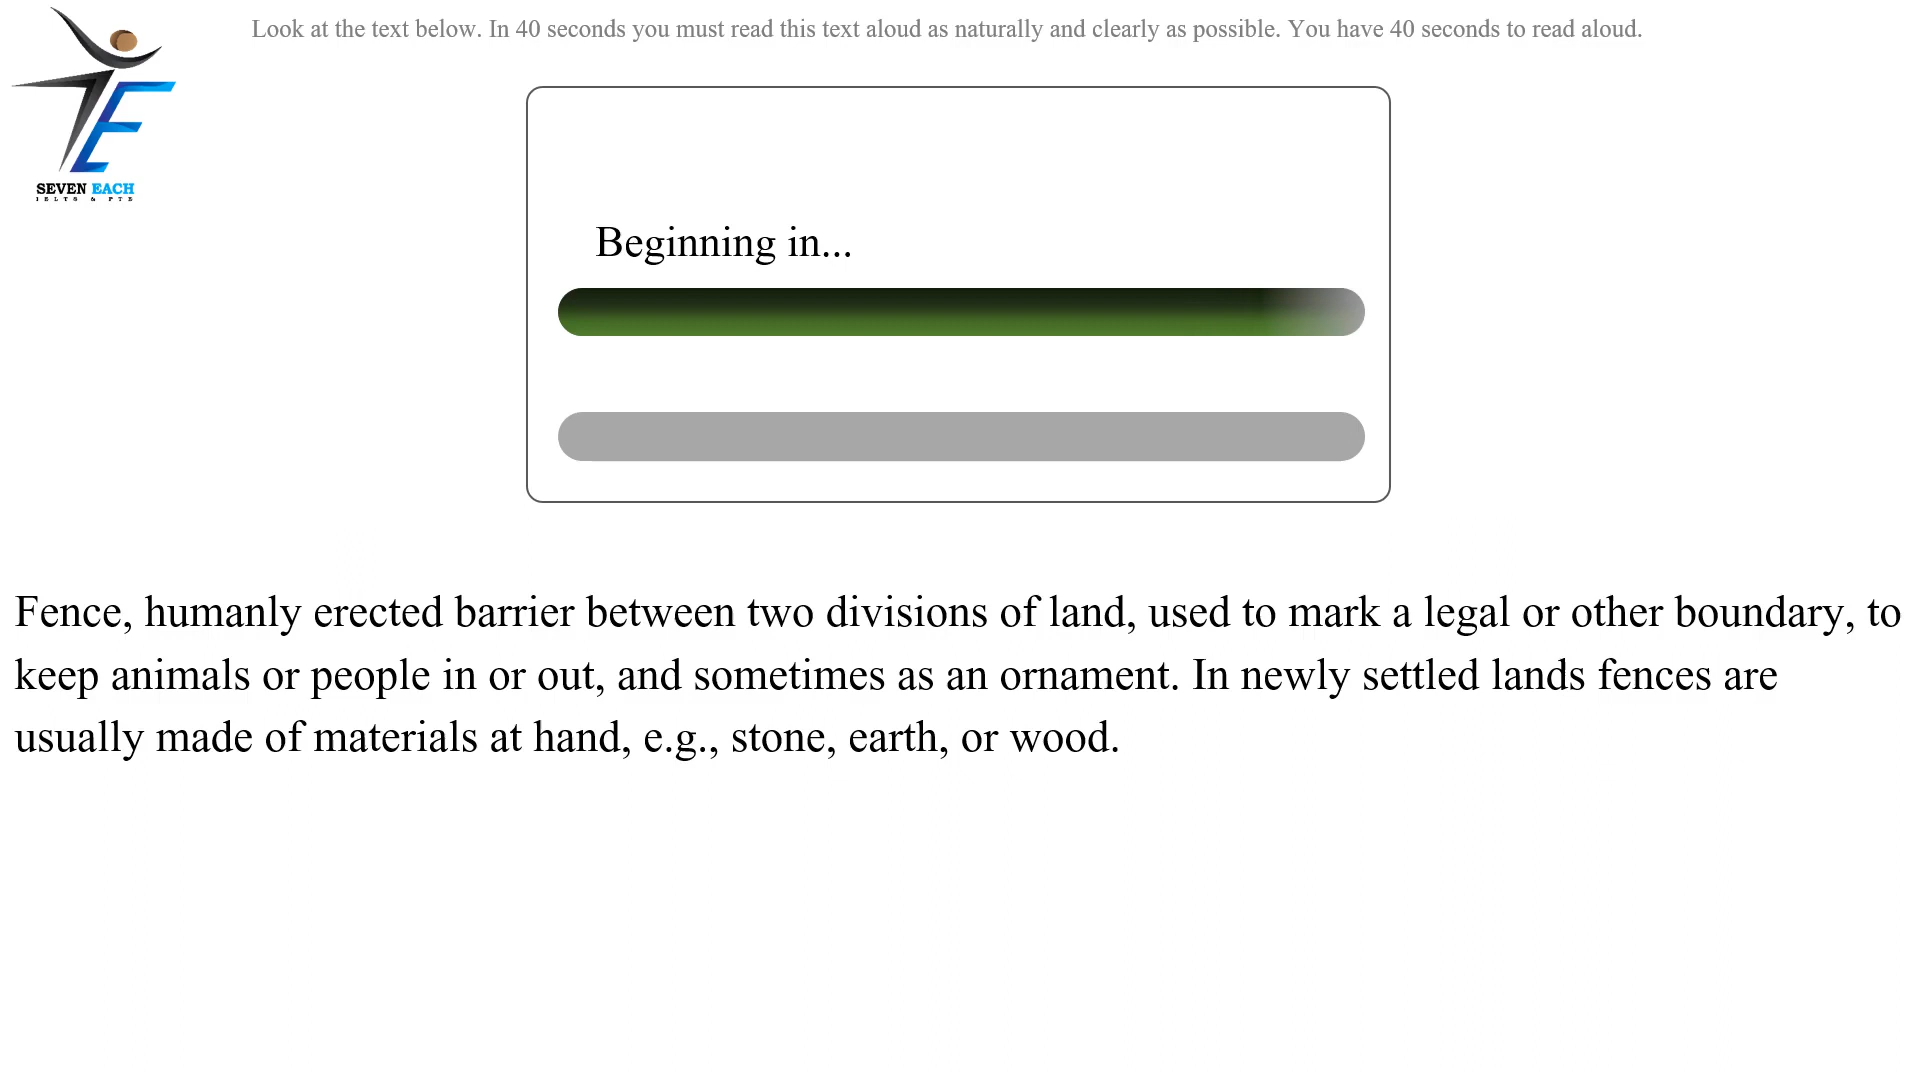 Look at the text below. In 40 seconds you must read this text aloud as naturally and clearly as possible. You have 40 seconds to read aloud.
SEVEN EACH
IELTS & PTE
Beginning in...
Fence, humanly erected barrier between two divisions of land, used to mark a legal or other boundary, to
keep animals or people in or out, and sometimes as an ornament. In newly settled lands fences are
usually made of materials at hand, e.g., stone, earth, or wood.